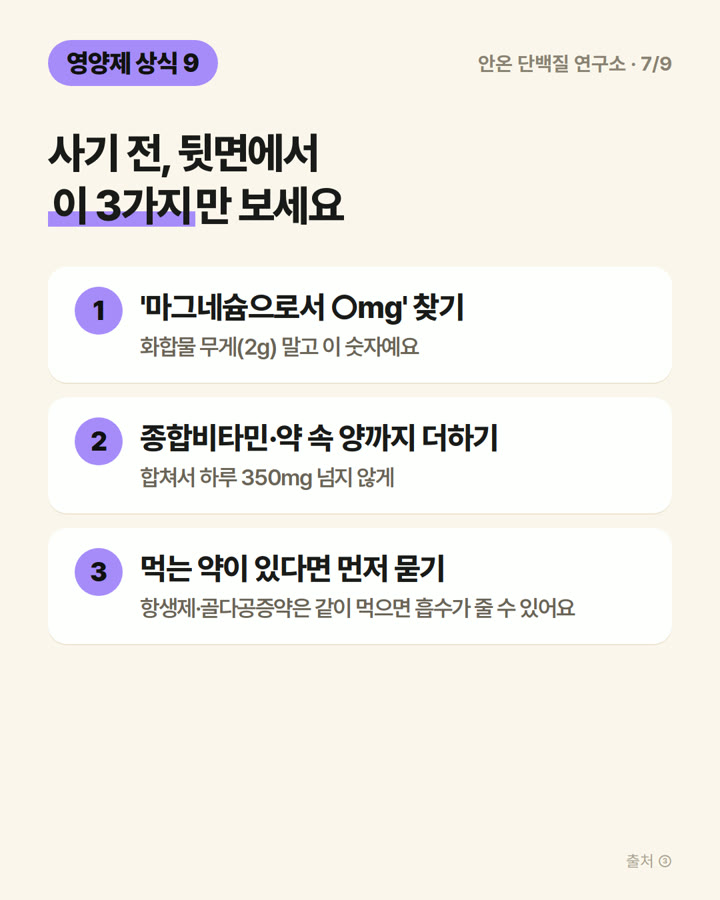 영양제 상식 9
안온 단백질 연구소 · 7/9
사기 전, 뒷면에서
이 3가지만 보세요
1
'마그네슘으로서 〇mg' 찾기
화합물 무게(2g) 말고 이 숫자예요
2
종합비타민·약 속 양까지 더하기
합쳐서 하루 350mg 넘지 않게
3
먹는 약이 있다면 먼저 묻기
항생제·골다공증약은 같이 먹으면 흡수가 줄 수 있어요
출처 ③